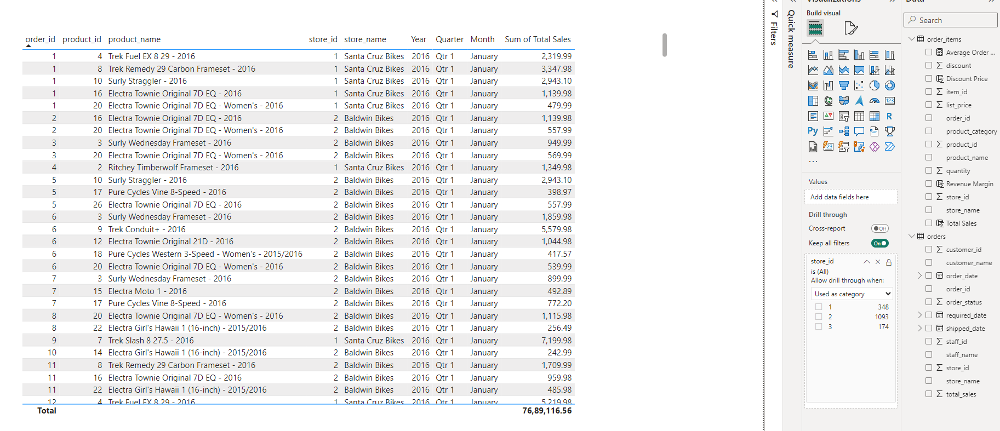 order_id product_id product_name store_id store_name Year Quarter Month Sum of Total Sales
1 4 Trek Fuel EX 8 29 - 2016 1 Santa Cruz Bikes 2016 Qtr 1 January 2,319.99
1 8 Trek Remedy 29 Carbon Frameset - 2016 1 Santa Cruz Bikes 2016 Qtr 1 January 3,347.98
1 10 Surly Straggler - 2016 1 Santa Cruz Bikes 2016 Qtr 1 January 2,943.10
1 16 Electra Townie Original 7D EQ - 2016 1 Santa Cruz Bikes 2016 Qtr 1 January 1,139.98
1 20 Electra Townie Original 7D EQ - Women's - 2016 1 Santa Cruz Bikes 2016 Qtr 1 January 479.99
2 16 Electra Townie Original 7D EQ - 2016 2 Baldwin Bikes 2016 Qtr 1 January 1,139.98
2 20 Electra Townie Original 7D EQ - Women's - 2016 2 Baldwin Bikes 2016 Qtr 1 January 557.99
3 3 Surly Wednesday Frameset - 2016 2 Baldwin Bikes 2016 Qtr 1 January 949.99
3 20 Electra Townie Original 7D EQ - Women's - 2016 2 Baldwin Bikes 2016 Qtr 1 January 569.99
4 2 Ritchey Timberwolf Frameset - 2016 1 Santa Cruz Bikes 2016 Qtr 1 January 1,349.98
5 10 Surly Straggler - 2016 2 Baldwin Bikes 2016 Qtr 1 January 2,943.10
5 17 Pure Cycles Vine 8-Speed - 2016 2 Baldwin Bikes 2016 Qtr 1 January 398.97
5 26 Electra Townie Original 7D EQ - 2016 2 Baldwin Bikes 2016 Qtr 1 January 557.99
6 3 Surly Wednesday Frameset - 2016 2 Baldwin Bikes 2016 Qtr 1 January 1,859.98
6 9 Trek Conduit+ - 2016 2 Baldwin Bikes 2016 Qtr 1 January 5,579.98
6 12 Electra Townie Original 21D - 2016 2 Baldwin Bikes 2016 Qtr 1 January 1,044.98
6 18 Pure Cycles Western 3-Speed - Women's - 2015/2016 2 Baldwin Bikes 2016 Qtr 1 January 417.57
6 20 Electra Townie Original 7D EQ - Women's - 2016 2 Baldwin Bikes 2016 Qtr 1 January 539.99
7 3 Surly Wednesday Frameset - 2016 2 Baldwin Bikes 2016 Qtr 1 January 899.99
7 15 Electra Moto 1 - 2016 2 Baldwin Bikes 2016 Qtr 1 January 492.89
7 17 Pure Cycles Vine 8-Speed - 2016 2 Baldwin Bikes 2016 Qtr 1 January 772.20
8 20 Electra Townie Original 7D EQ - Women's - 2016 2 Baldwin Bikes 2016 Qtr 1 January 1,115.98
8 22 Electra Girl's Hawaii 1 (16-inch) - 2015/2016 2 Baldwin Bikes 2016 Qtr 1 January 256.49
9 7 Trek Slash 8 27.5 - 2016 1 Santa Cruz Bikes 2016 Qtr 1 January 7,199.98
10 14 Electra Girl's Hawaii 1 (16-inch) - 2015/2016 2 Baldwin Bikes 2016 Qtr 1 January 242.99
11 8 Trek Remedy 29 Carbon Frameset - 2016 2 Baldwin Bikes 2016 Qtr 1 January 1,709.99
11 16 Electra Townie Original 7D EQ - 2016 2 Baldwin Bikes 2016 Qtr 1 January 959.98
11 22 Electra Girl's Hawaii 1 (16-inch) - 2015/2016 2 Baldwin Bikes 2016 Qtr 1 January 485.98
12 4 Trek Fuel EX 8 29 - 2016 1 Santa Cruz Bikes 2016 Qtr 1 January 5,219.98
Total 76,89,116.56
Filters
Quick measure
Visualizations
Build visual
123
R
Py
123
...
Values
Add data fields here
Drill through
Cross-report Off
Keep all filters On
store_id
is (All)
Allow drill through when:
Used as category
1 348
2 1093
3 174
Data
Search
order_items
Average Order ...
discount
Discount Price
item_id
list_price
order_id
product_category
product_id
product_name
quantity
Revenue Margin
store_id
store_name
Total Sales
orders
customer_id
customer_name
order_date
order_id
order_status
required_date
shipped_date
staff_id
staff_name
store_id
store_name
total_sales